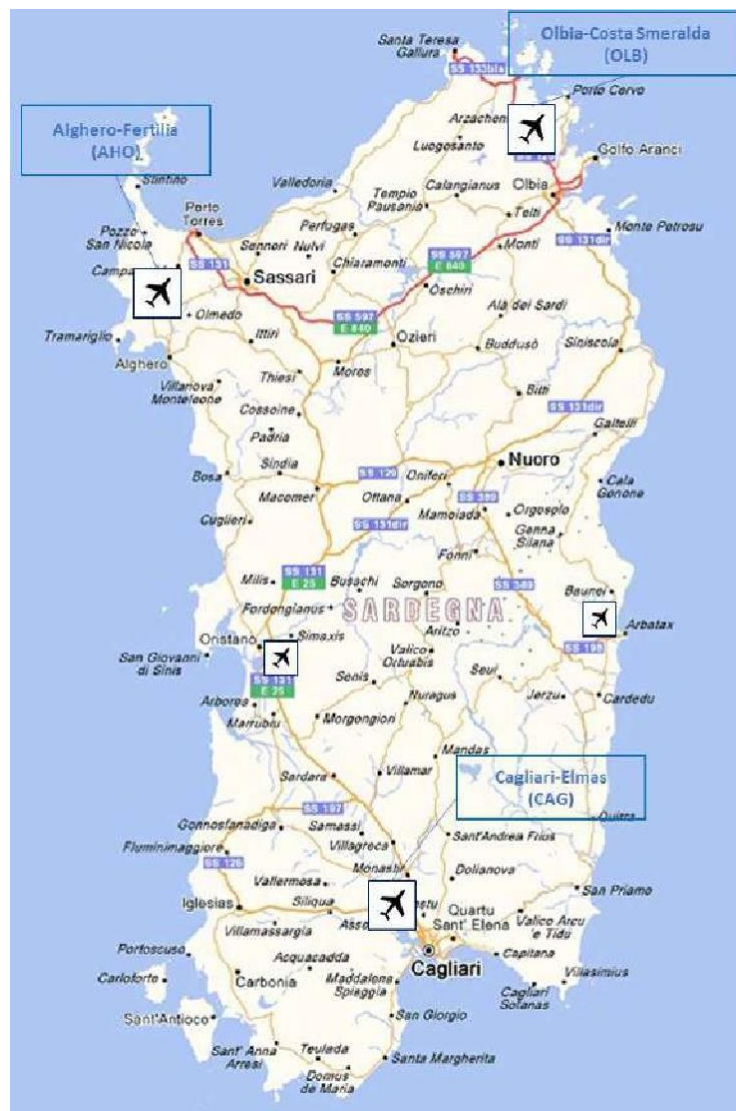 Olbia-Costa Smeralda
(OLB)
Santa Teresa
Gallura
SS 133bis
Porto Cervo
Alghero-Fertilia
(AHO)
Arzachena
Luogosanto
Golfo Aranci
Stintino
Valledoria
Tempio
Pausania
Calangianus
Olbia
Porto
Torres
Telti
Monte Petrosu
Pozzo
San Nicola
Perfugas
Sennori
Nulvi
Monti
SS 131dir
SS 597
E 840
SS 131
Chiaramonti
Sassari
Oschiri
Olmedo
Alà dei Sardi
SS 597
E 840
Tramariglio
Ittiri
Ozieri
Buddusò
Siniscola
Alghero
Mores
Thiesi
Villanova
Monteleone
Bitti
Cossoine
SS 131dir
Padria
Galtelli
Nuoro
Bosa
Sindia
SS 129
Oniferi
Cala
Gonone
Macomer
Ottana
SS 389
Cuglieri
SS 131dir
Mamoiada
Orgosolo
Genna
Silana
Fonni
SS 131
E 25
Milis
Busachi
Sorgono
SS 389
Baunei
Fordongianus
SARDEGNA
Aritzo
Arbatax
Oristano
Simaxis
SS 198
San Giovanni
di Sinis
Valico
Ortuabis
Senis
Seui
SS 131
E 25
Arborea
Nuragus
Jerzu
Cardedu
Marrubiu
Morgongiori
Mandas
Sardara
Villamar
Cagliari-Elmas
(CAG)
SS 197
Gonnosfanadiga
Samassi
Sant'Andrea Frius
Fluminimaggiore
Villagreca
SS 126
Monastir
Dolianova
Vallermosa
San Priamo
Iglesias
Siliqua
Quartu
Sant' Elena
Valico Arcu
'e Tidu
Villamassargia
Portoscuso
Acquacadda
Cagliari
Capitana
Carloforte
Carbonia
Maddalena
Spiaggia
Villasimius
Cagliari
Solanas
Sant'Antioco
San Giorgio
Sant' Anna
Arresi
Teulada
Santa Margherita
Domus
de Maria